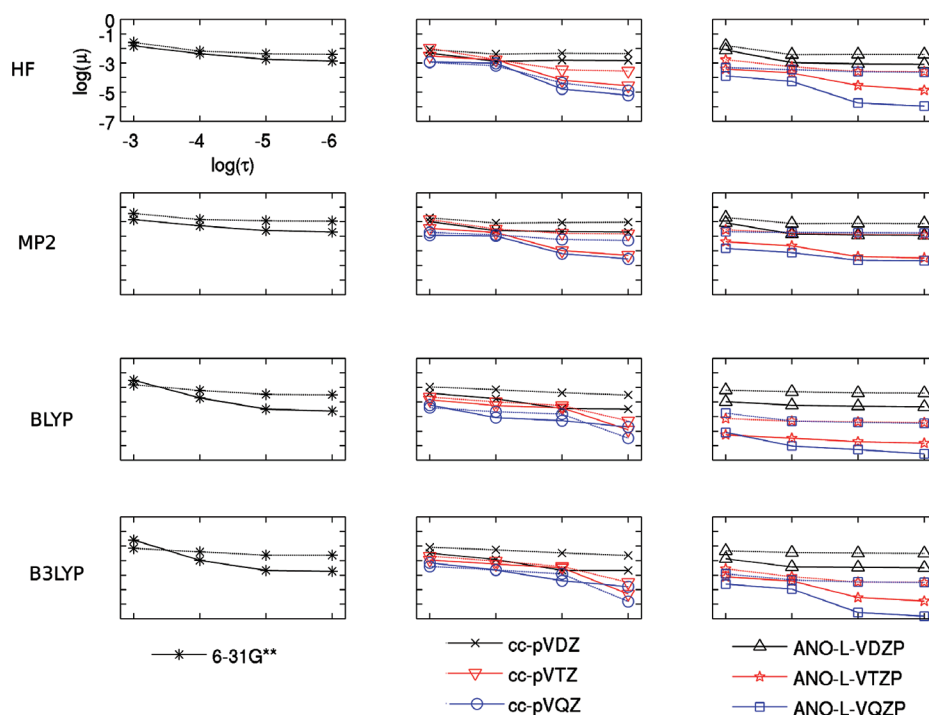 HF
log(μ)
0
-1
-3
-5
-7
-3 -4 -5 -6
log(τ)
MP2
BLYP
B3LYP
6-31G**
cc-pVDZ
cc-pVTZ
cc-pVQZ
ANO-L-VDZP
ANO-L-VTZP
ANO-L-VQZP